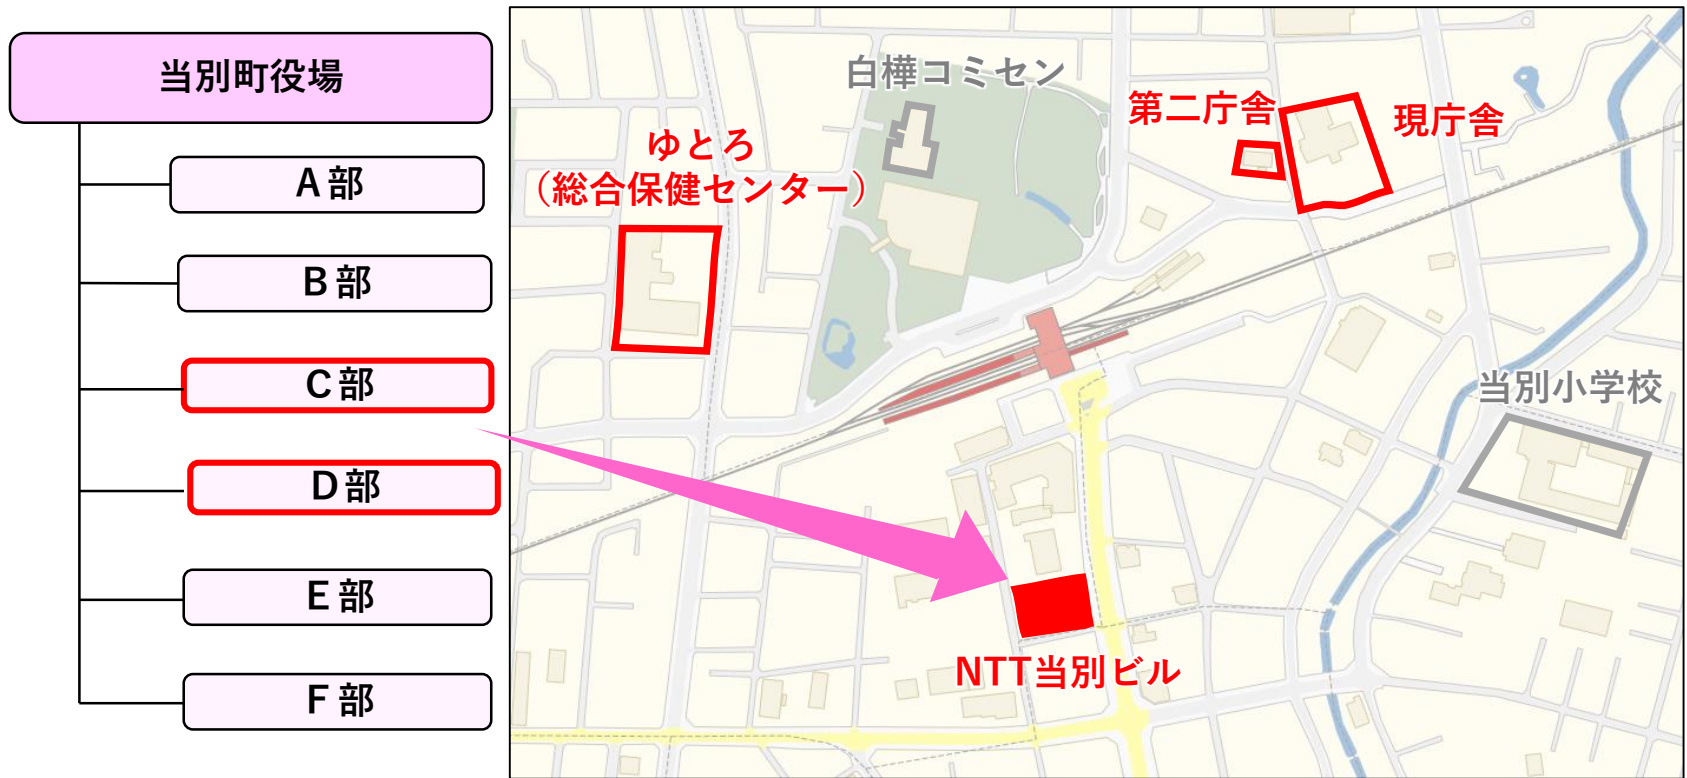 当別町役場
A部
B部
C部
D部
E部
F部
白樺コミセン
ゆとろ
（総合保健センター）
第二庁舎
現庁舎
当別小学校
NTT当別ビル